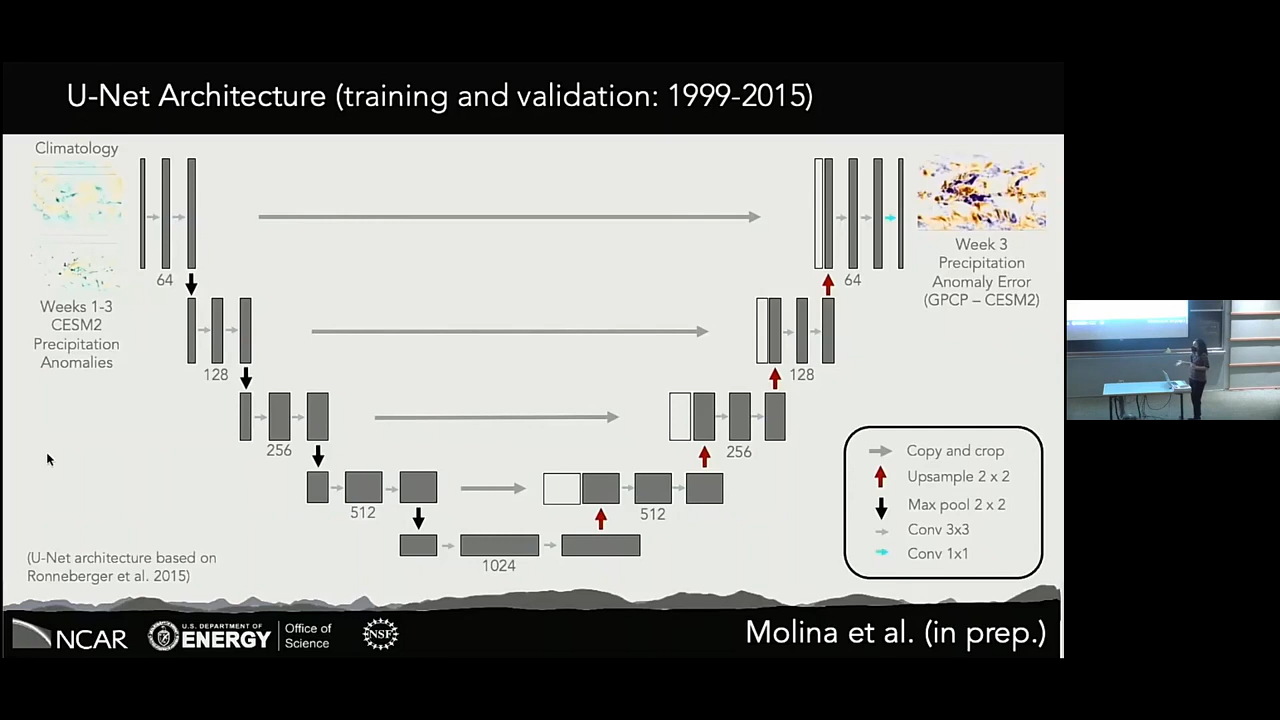 U-Net Architecture (training and validation: 1999-2015)
Climatology
Weeks 1-3
CESM2
Precipitation
Anomalies
64
128
256
512
1024
512
256
128
64
Week 3
Precipitation
Anomaly Error
(GPCP – CESM2)
Copy and crop
Upsample 2 x 2
Max pool 2 x 2
Conv 3x3
Conv 1x1
(U-Net architecture based on
Ronneberger et al. 2015)
NCAR
U.S. DEPARTMENT OF
ENERGY
Office of
Science
NSF
Molina et al. (in prep.)